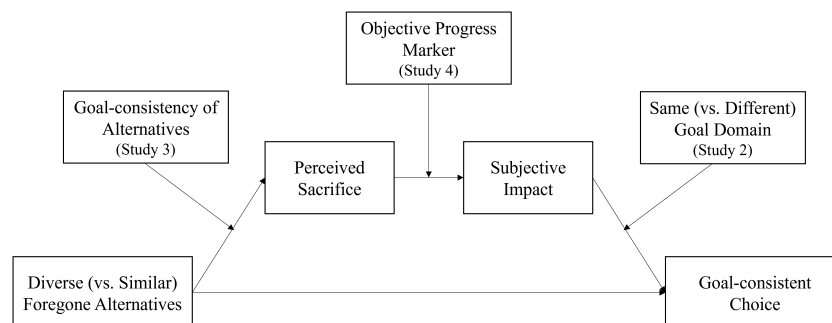 Objective Progress
Marker
(Study 4)
Goal-consistency of
Alternatives
(Study 3)
Same (vs. Different)
Goal Domain
(Study 2)
Perceived
Sacrifice
Subjective
Impact
Diverse (vs. Similar)
Foregone Alternatives
Goal-consistent
Choice